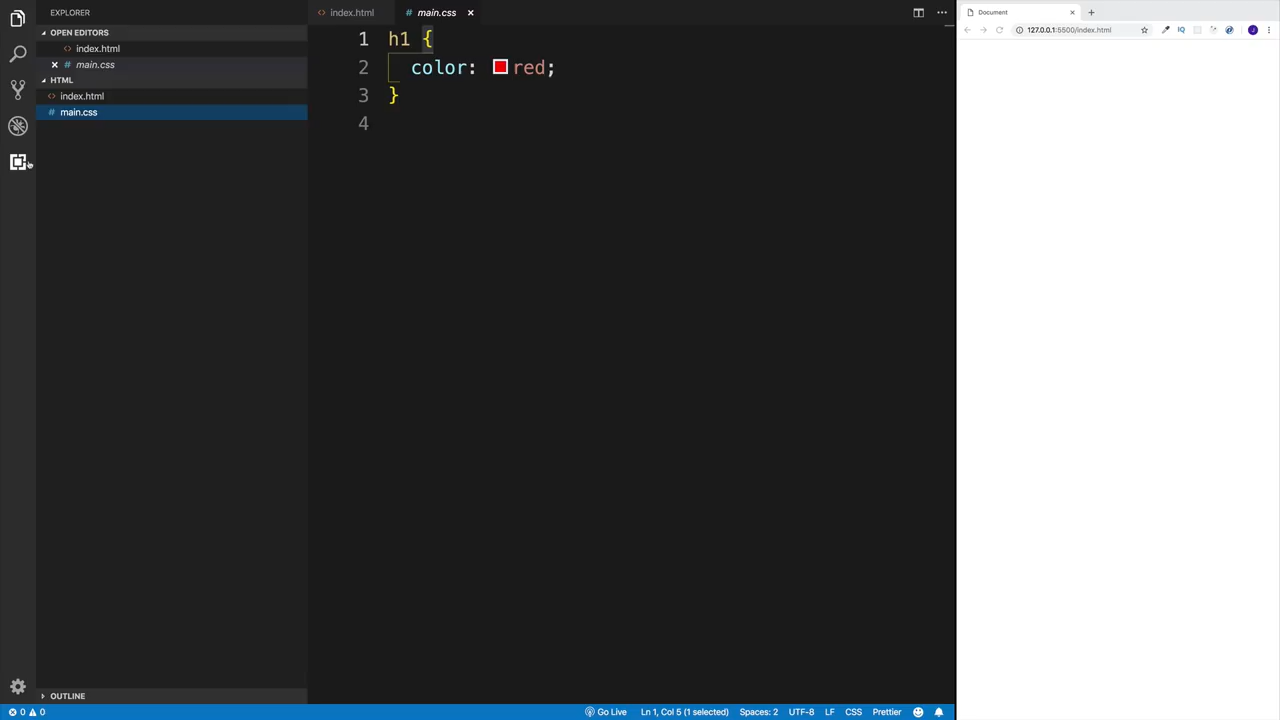 EXPLORER
OPEN EDITORS
<> index.html
# main.css
HTML
<> index.html
# main.css
OUTLINE
<> index.html
# main.css
1 h1 {
2 color: red;
3 }
4
0 0
Go Live
Ln 1, Col 5 (1 selected)
Spaces: 2
UTF-8
LF
CSS
Prettier
Document
127.0.0.1:5500/index.html
IQ
J